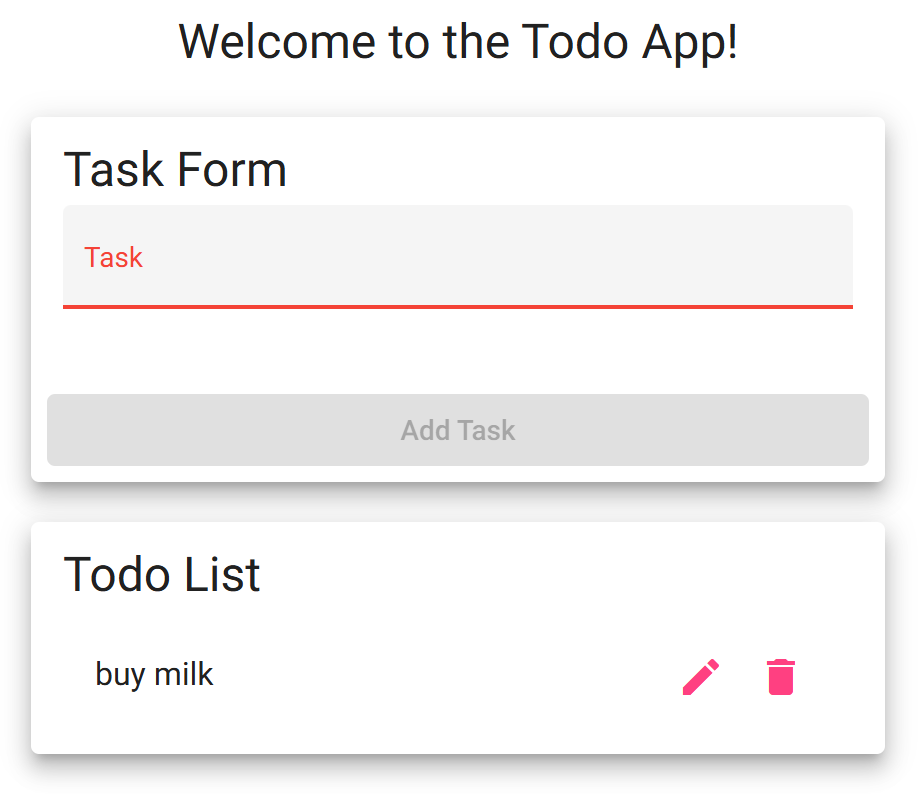 Welcome to the Todo App!
Task Form
Task
Add Task
Todo List
buy milk